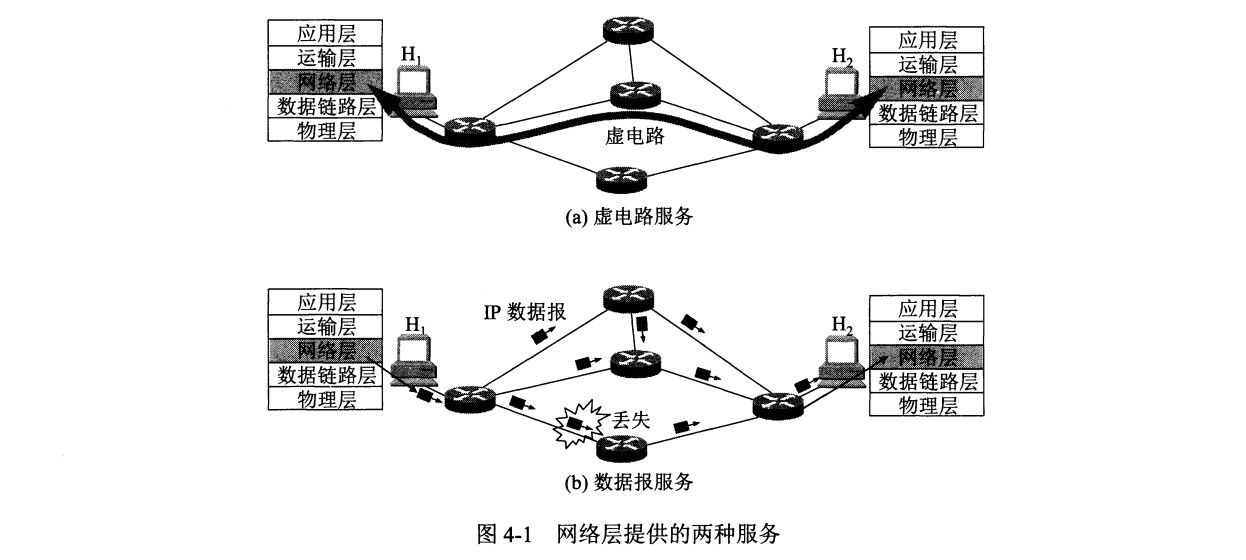 应用层
运输层
网络层
数据链路层
物理层
H₁
虚电路
H₂
应用层
运输层
网络层
数据链路层
物理层
(a) 虚电路服务
应用层
运输层
网络层
数据链路层
物理层
H₁
IP 数据报
丢失
H₂
应用层
运输层
网络层
数据链路层
物理层
(b) 数据报服务
图 4-1 网络层提供的两种服务